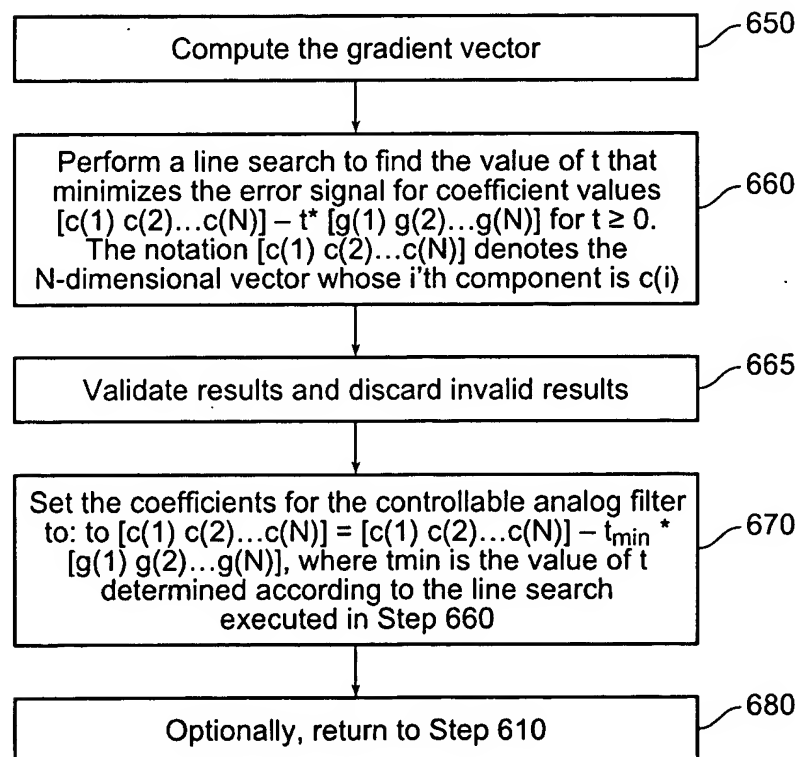 Compute the gradient vector
650
Perform a line search to find the value of t that
minimizes the error signal for coefficient values
[c(1) c(2)...c(N)] – t* [g(1) g(2)...g(N)] for t ≥ 0.
The notation [c(1) c(2)...c(N)] denotes the
N-dimensional vector whose i'th component is c(i)
660
Validate results and discard invalid results
665
Set the coefficients for the controllable analog filter
to: to [c(1) c(2)...c(N)] = [c(1) c(2)...c(N)] – tmin *
[g(1) g(2)...g(N)], where tmin is the value of t
determined according to the line search
executed in Step 660
670
Optionally, return to Step 610
680